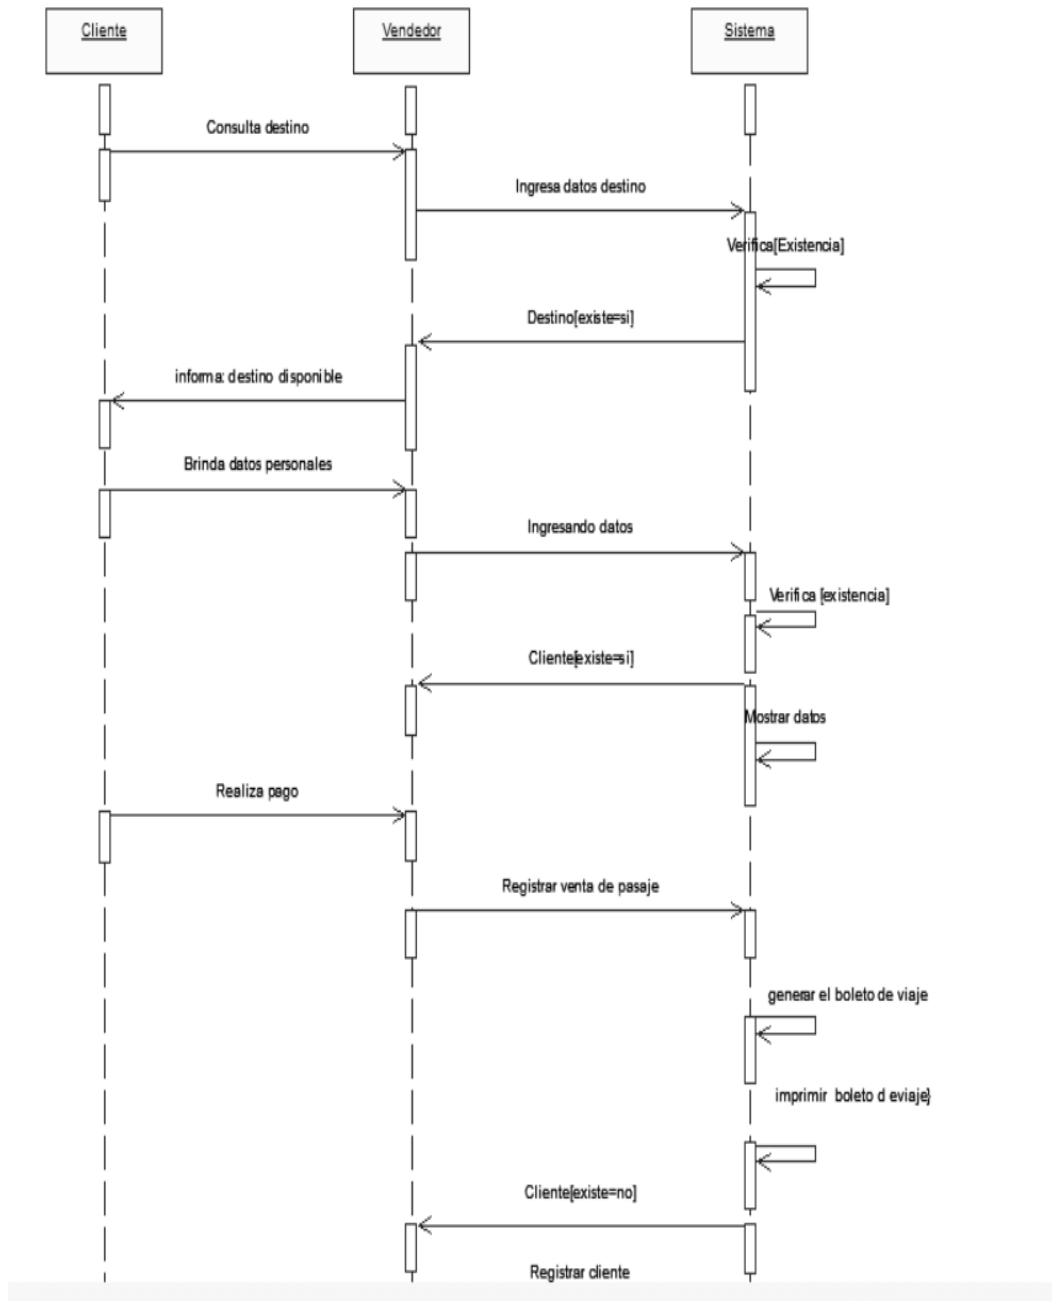 Cliente
Vendedor
Sistema
Consulta destino
Ingresa datos destino
Verifica[Existencia]
Destino[existe=si]
informa: destino disponible
Brinda datos personales
Ingresando datos
Verifica [existencia]
Cliente[existe=si]
Mostrar datos
Realiza pago
Registrar venta de pasaje
generar el boleto de viaje
imprimir boleto d eviaje}
Cliente[existe=no]
Registrar cliente